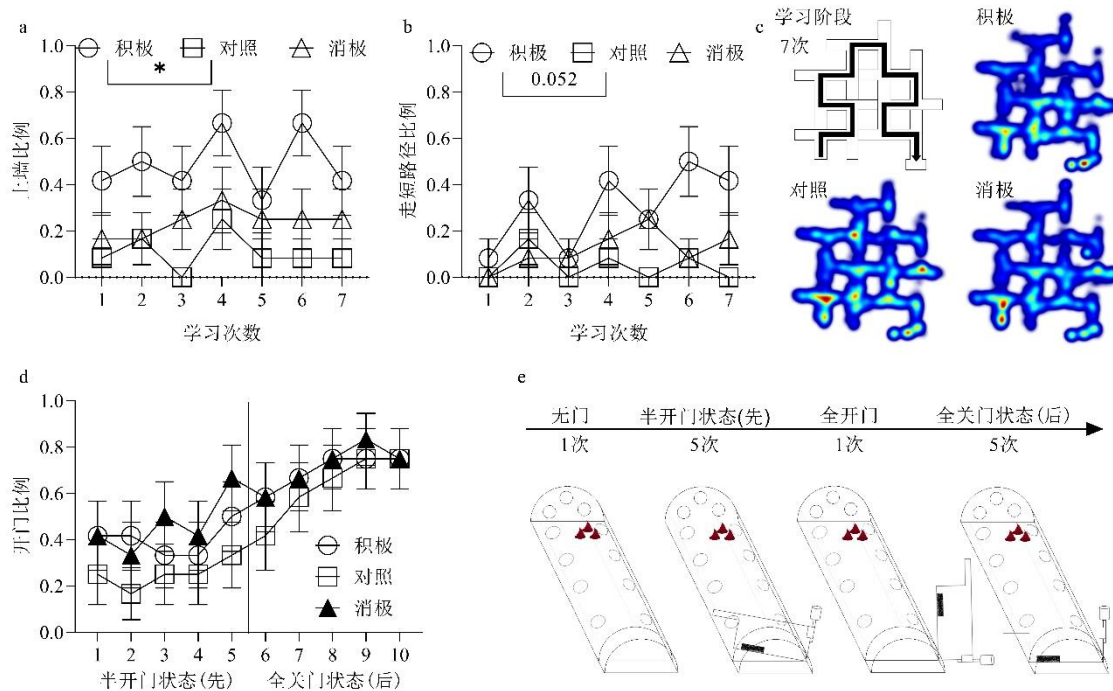 a
积极 对照 消极
*
上墙比例
1.0
0.8
0.6
0.4
0.2
0.0
1 2 3 4 5 6 7
学习次数
b
积极 对照 消极
0.052
走短路径比例
1.0
0.8
0.6
0.4
0.2
0.0
1 2 3 4 5 6 7
学习次数
c
学习阶段
7次
积极
对照
消极
d
开门比例
1.0
0.8
0.6
0.4
0.2
0.0
积极
对照
消极
1 2 3 4 5 6 7 8 9 10
半开门状态(先) 全关门状态(后)
e
无门 半开门状态(先) 全开门 全关门状态(后)
1次 5次 1次 5次